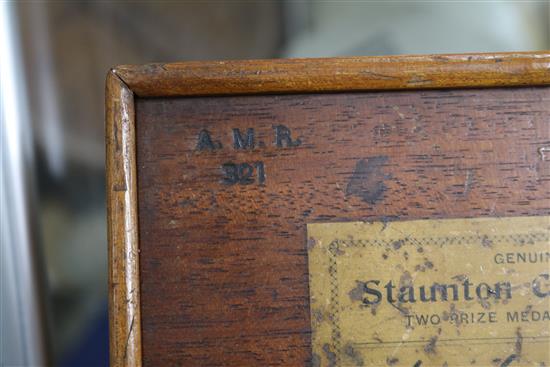 A. M. R.
321
GENUIN
Staunton C
TWO PRIZE MEDA